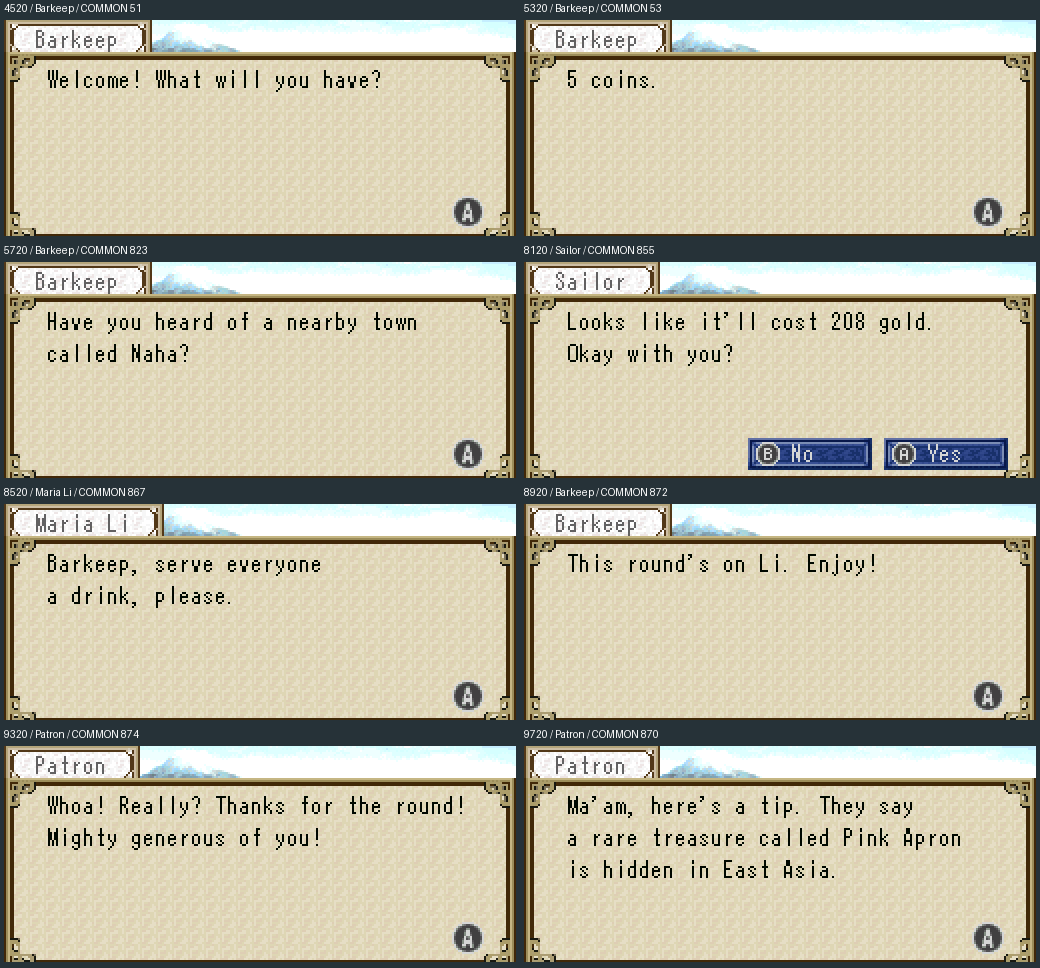 4520 / Barkeep / COMMON 51
Barkeep
Welcome! What will you have?
A
5320 / Barkeep / COMMON 53
Barkeep
5 coins.
A
5720 / Barkeep / COMMON 823
Barkeep
Have you heard of a nearby town
called Naha?
A
8120 / Sailor / COMMON 855
Sailor
Looks like it'll cost 208 gold.
Okay with you?
B No
A Yes
8520 / Maria Li / COMMON 867
Maria Li
Barkeep, serve everyone
a drink, please.
A
8920 / Barkeep / COMMON 872
Barkeep
This round's on Li. Enjoy!
A
9320 / Patron / COMMON 874
Patron
Whoa! Really? Thanks for the round!
Mighty generous of you!
A
9720 / Patron / COMMON 870
Patron
Ma'am, here's a tip. They say
a rare treasure called Pink Apron
is hidden in East Asia.
A